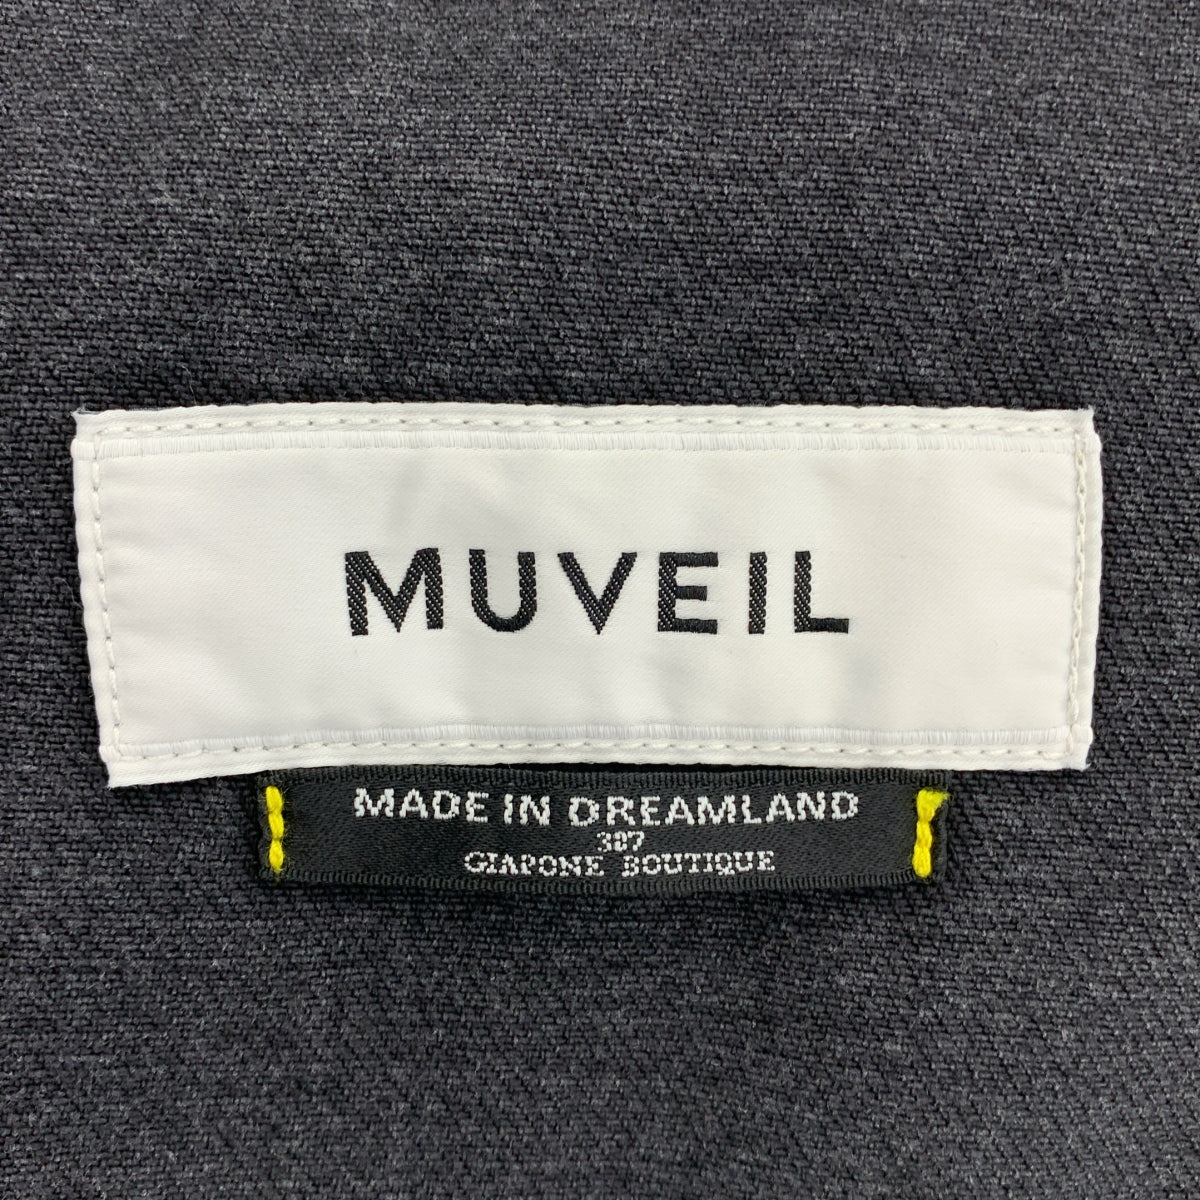 MUVEIL
MADE IN DREAMLAND
387
GIAPONE BOUTIQUE